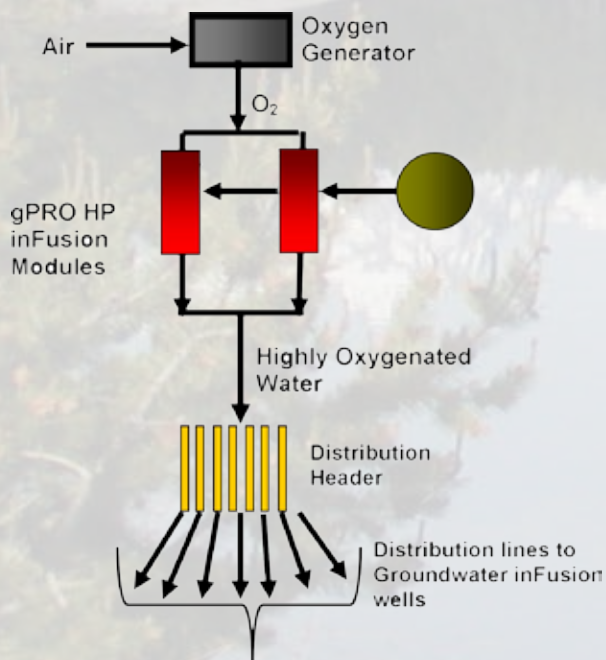 Oxygen
Generator
Air
O₂
gPRO HP
inFusion
Modules
Highly Oxygenated
Water
Distribution
Header
Distribution lines to
Groundwater inFusion
wells